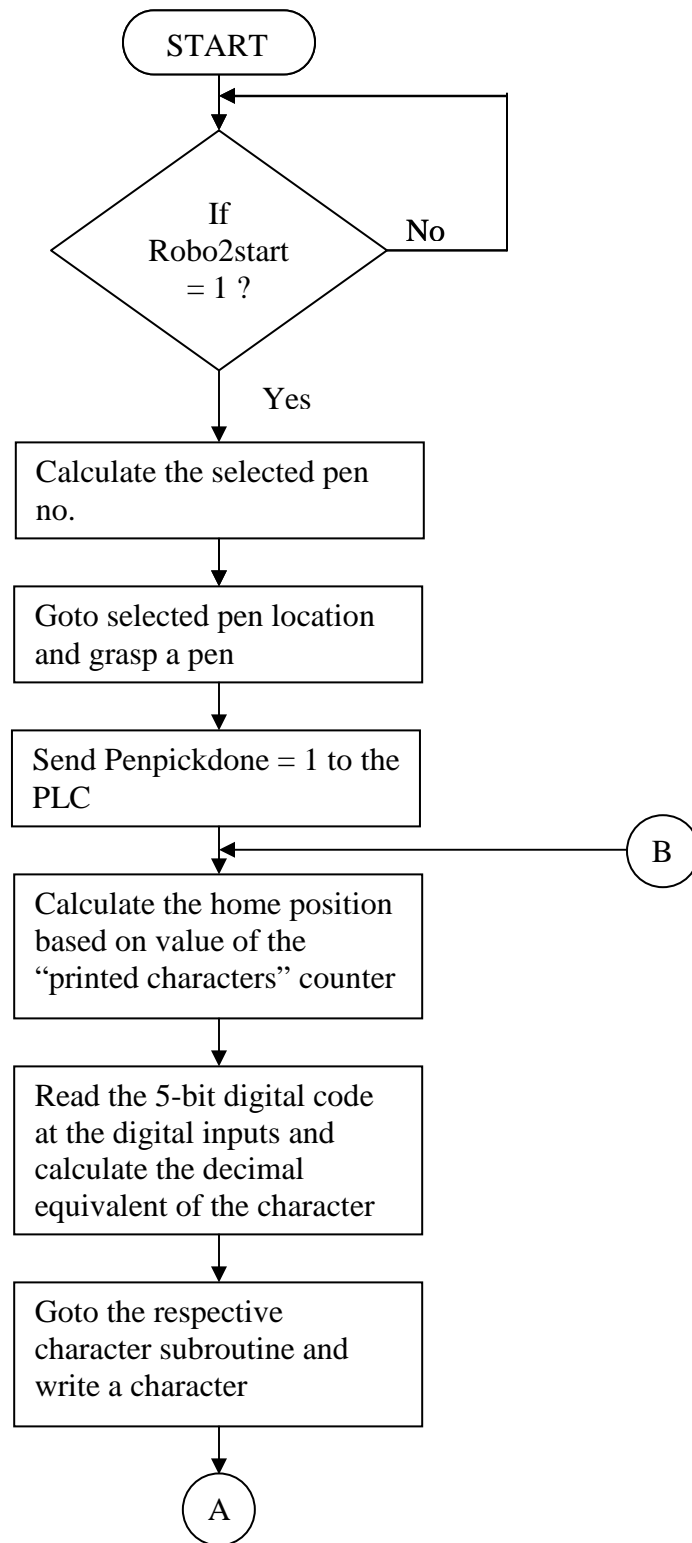 START
If
Robo2start
= 1 ?
No
Yes
Calculate the selected pen
no.
Goto selected pen location
and grasp a pen
Send Penpickdone = 1 to the
PLC
B
Calculate the home position
based on value of the
“printed characters” counter
Read the 5-bit digital code
at the digital inputs and
calculate the decimal
equivalent of the character
Goto the respective
character subroutine and
write a character
A